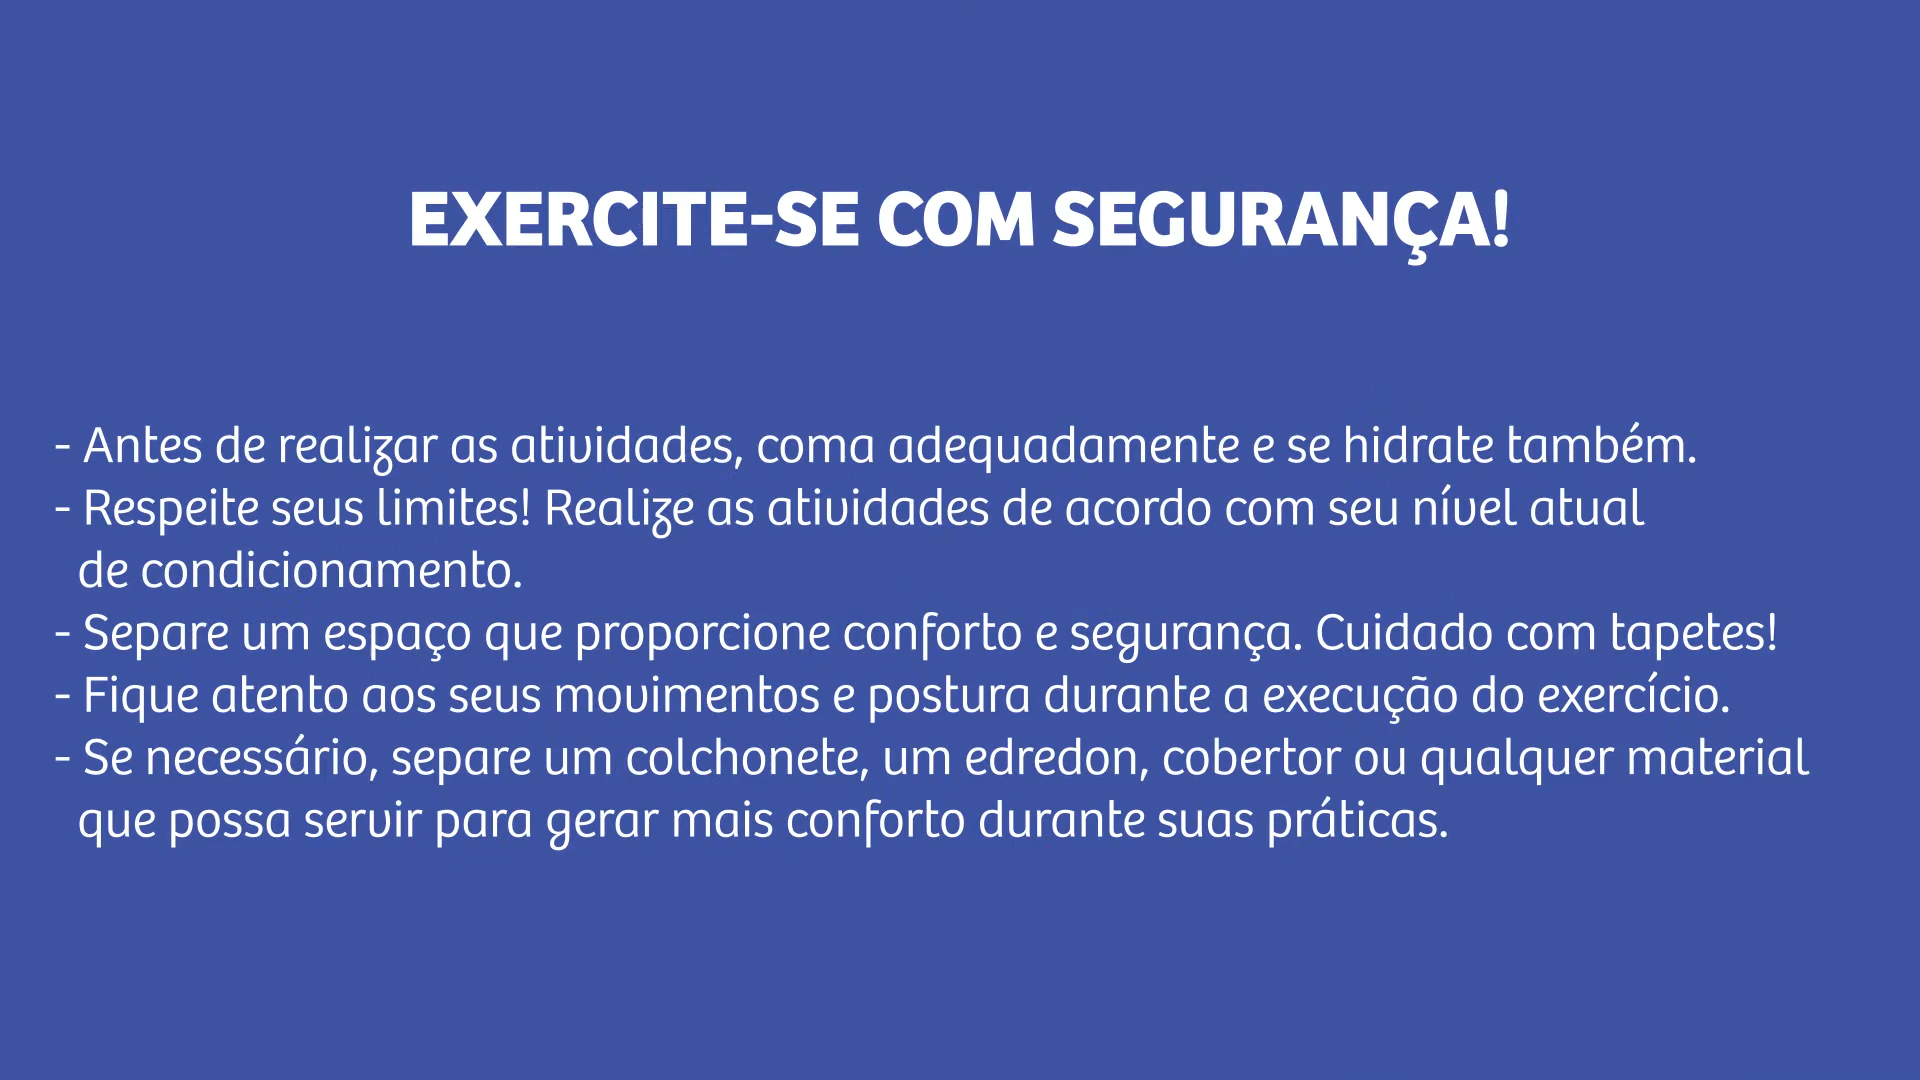 EXERCITE-SE COM SEGURANÇA!
- Antes de realizar as atividades, coma adequadamente e se hidrate também.
- Respeite seus limites! Realize as atividades de acordo com seu nível atual
de condicionamento.
- Separe um espaço que proporcione conforto e segurança. Cuidado com tapetes!
- Fique atento aos seus movimentos e postura durante a execução do exercício.
- Se necessário, separe um colchonete, um edredon, cobertor ou qualquer material
que possa servir para gerar mais conforto durante suas práticas.